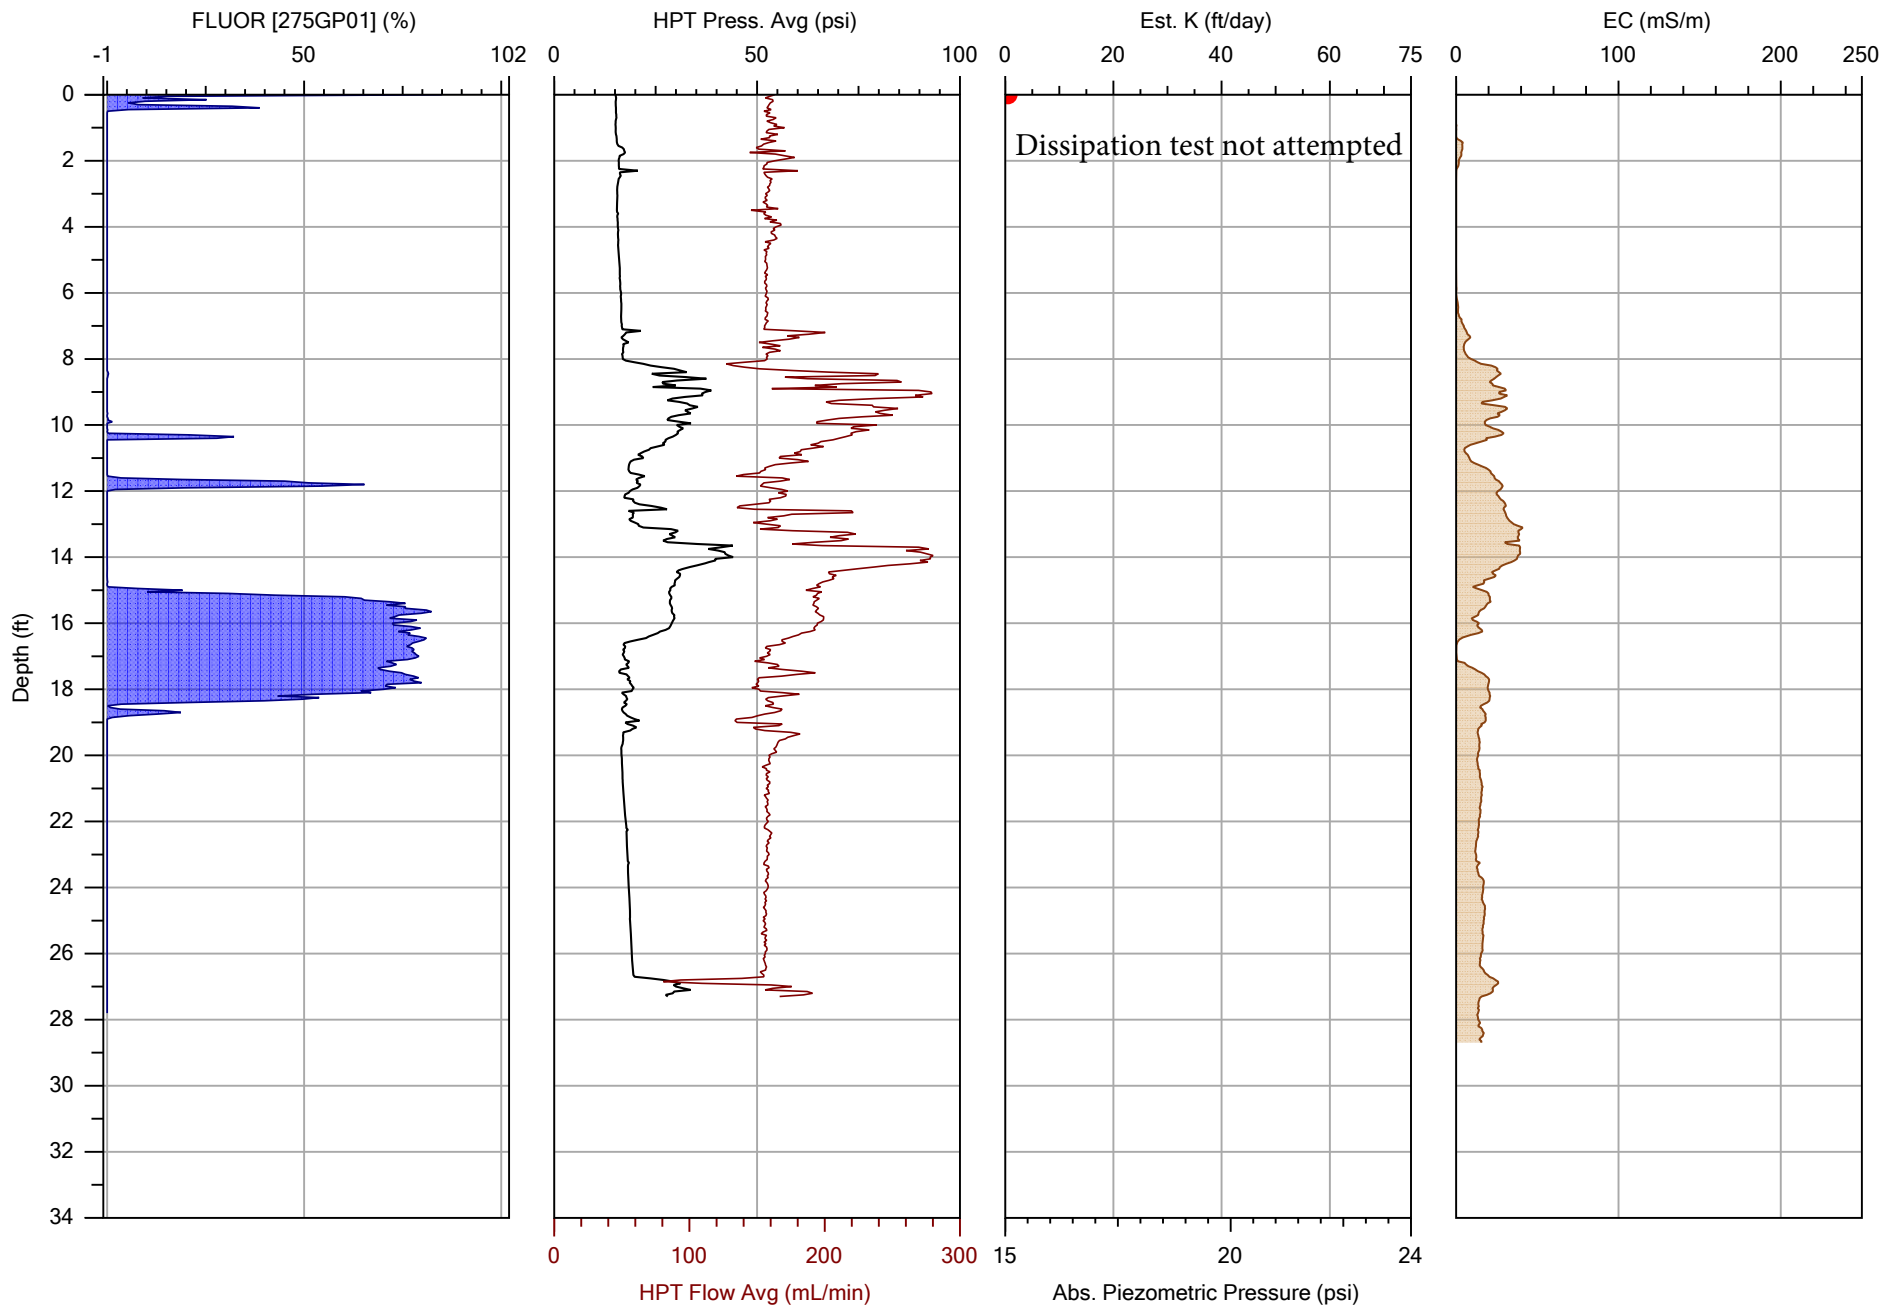 FLUOR [275GP01] (%)
HPT Press. Avg (psi)
Est. K (ft/day)
EC (mS/m)
-1 50 102
0 50 100
0 20 40 60 75
0 100 200 250
Dissipation test not attempted
Depth (ft)
0
2
4
6
8
10
12
14
16
18
20
22
24
26
28
30
32
34
0 100 200 300
15 20 24
HPT Flow Avg (mL/min)
Abs. Piezometric Pressure (psi)